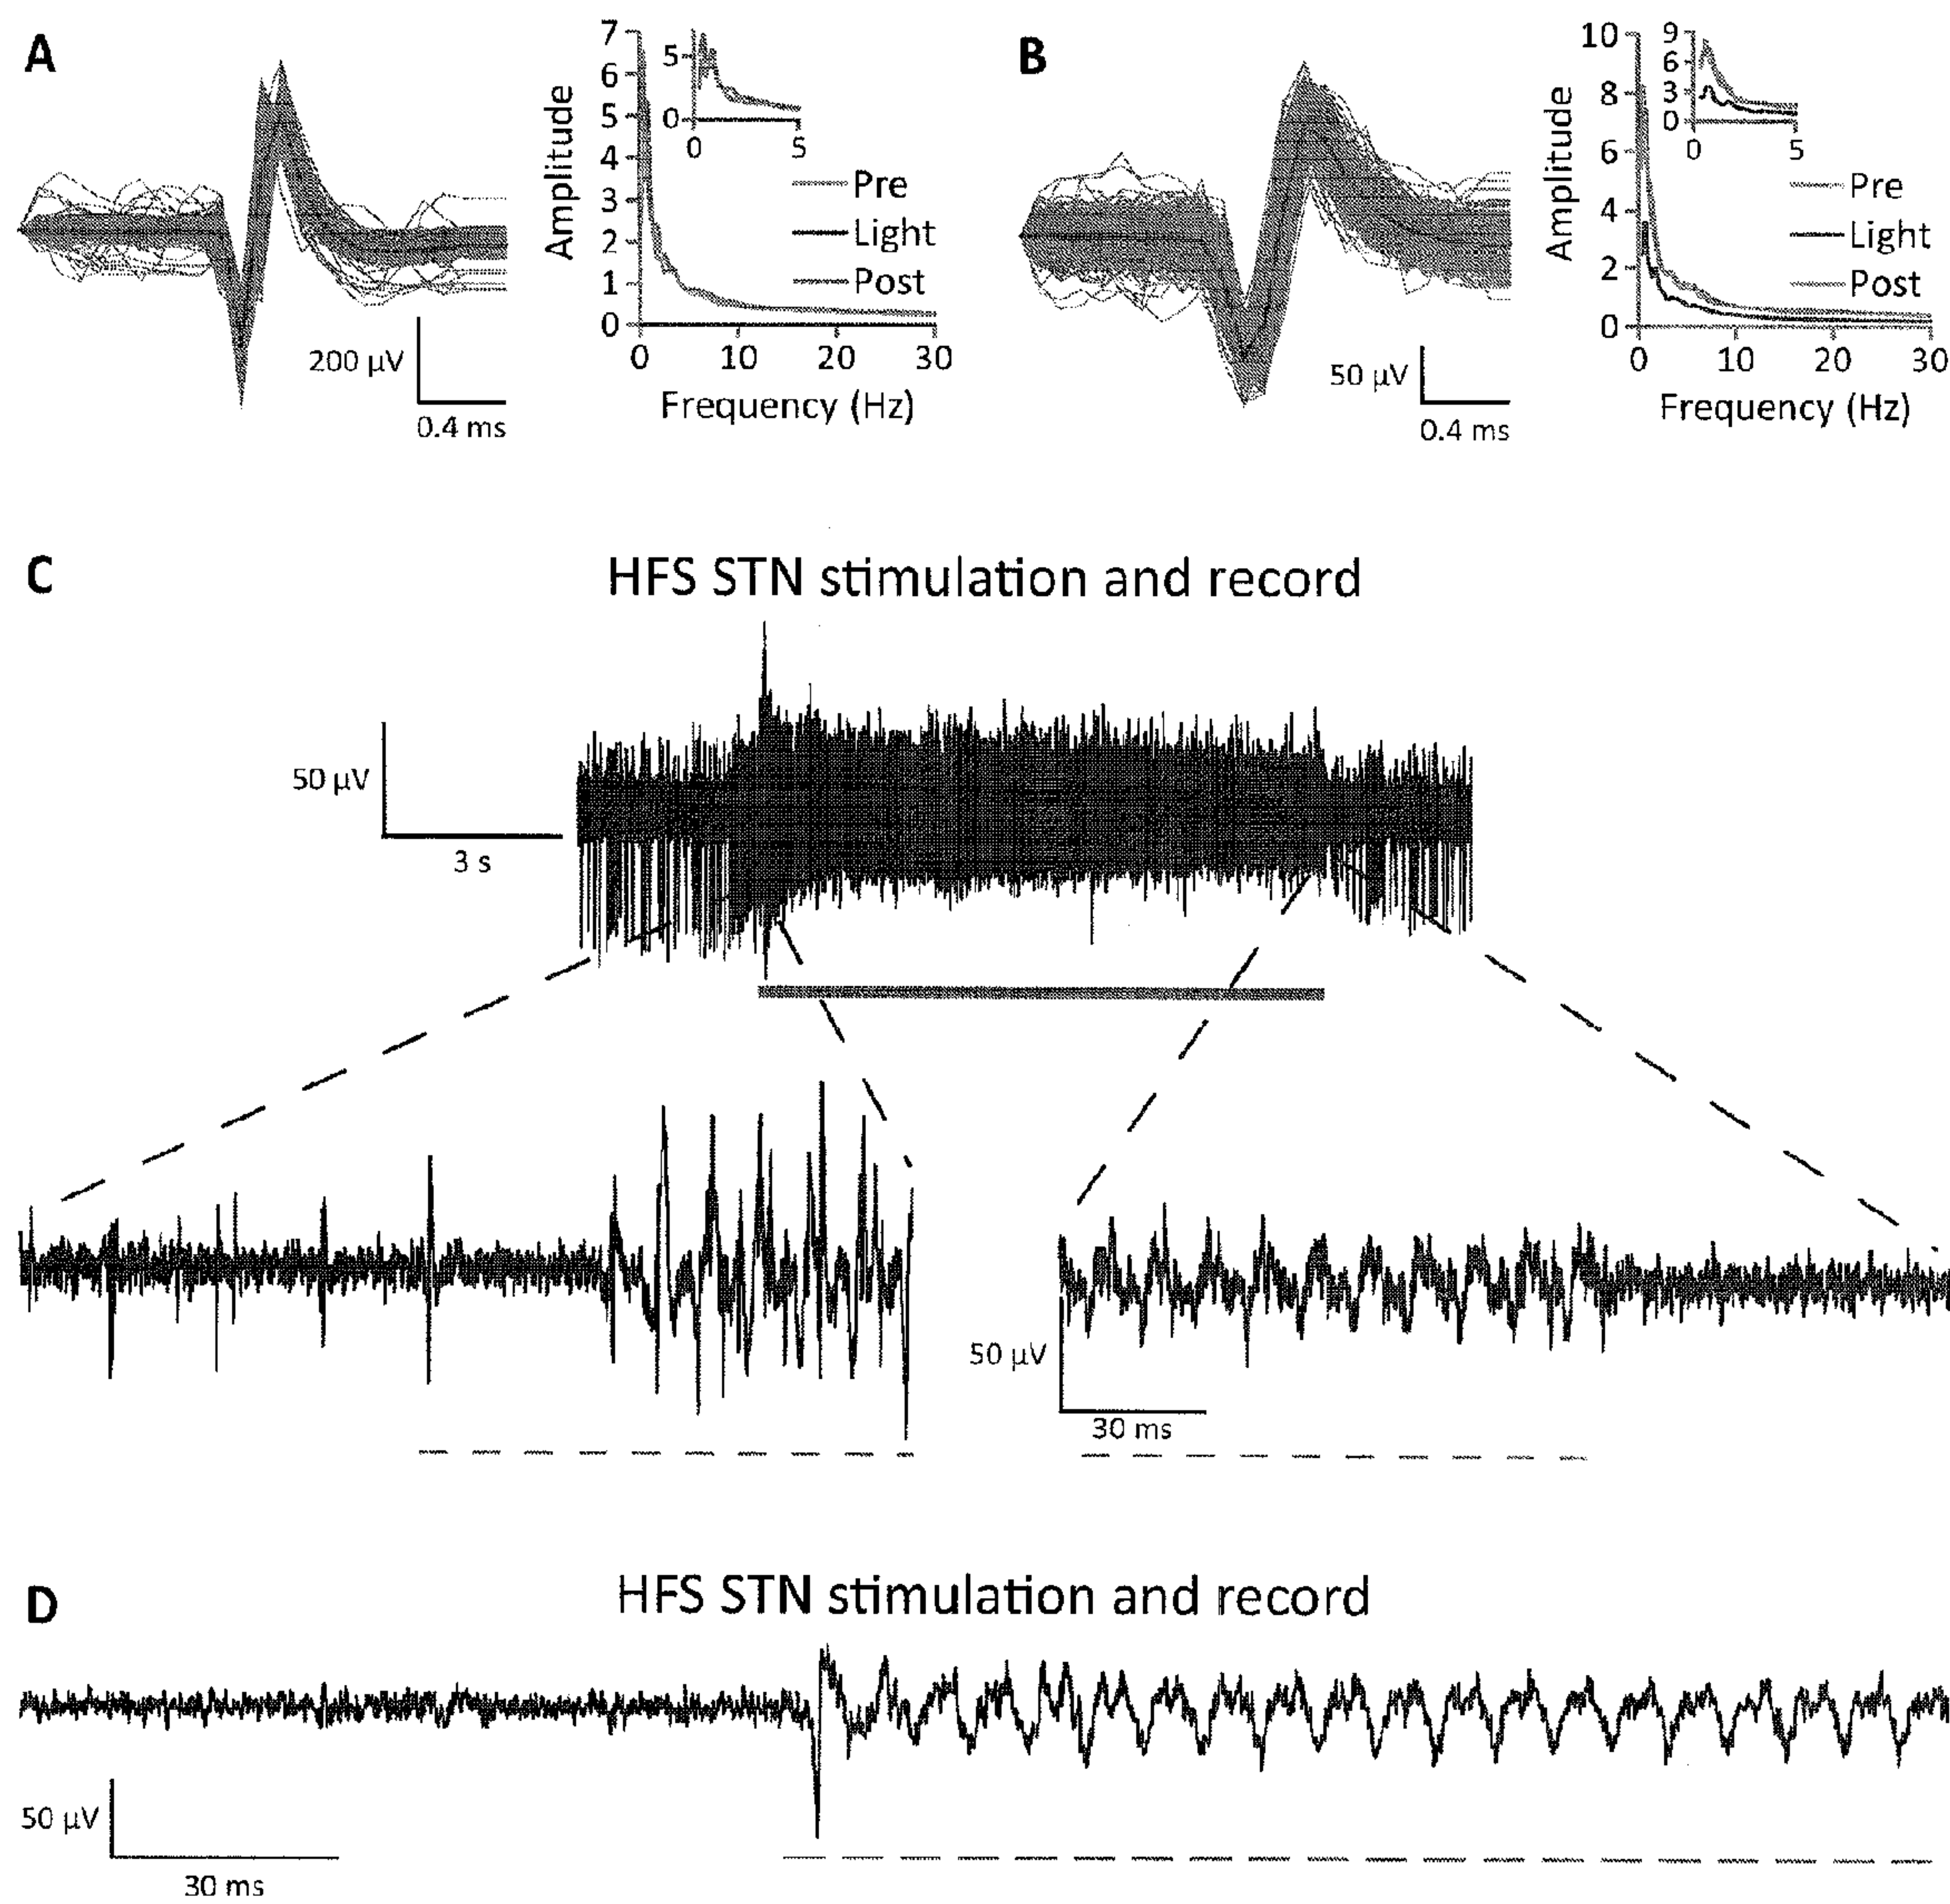 A
200 µV
0.4 ms
Amplitude
7
6
5
4
3
2
1
0
0
10
20
30
Frequency (Hz)
5
0
0
5
Pre
Light
Post
B
50 µV
0.4 ms
Amplitude
10
8
6
4
2
0
0
10
20
30
Frequency (Hz)
9
6
3
0
0
5
Pre
Light
Post
C
HFS STN stimulation and record
50 µV
3 s
50 µV
30 ms
D
HFS STN stimulation and record
50 µV
30 ms